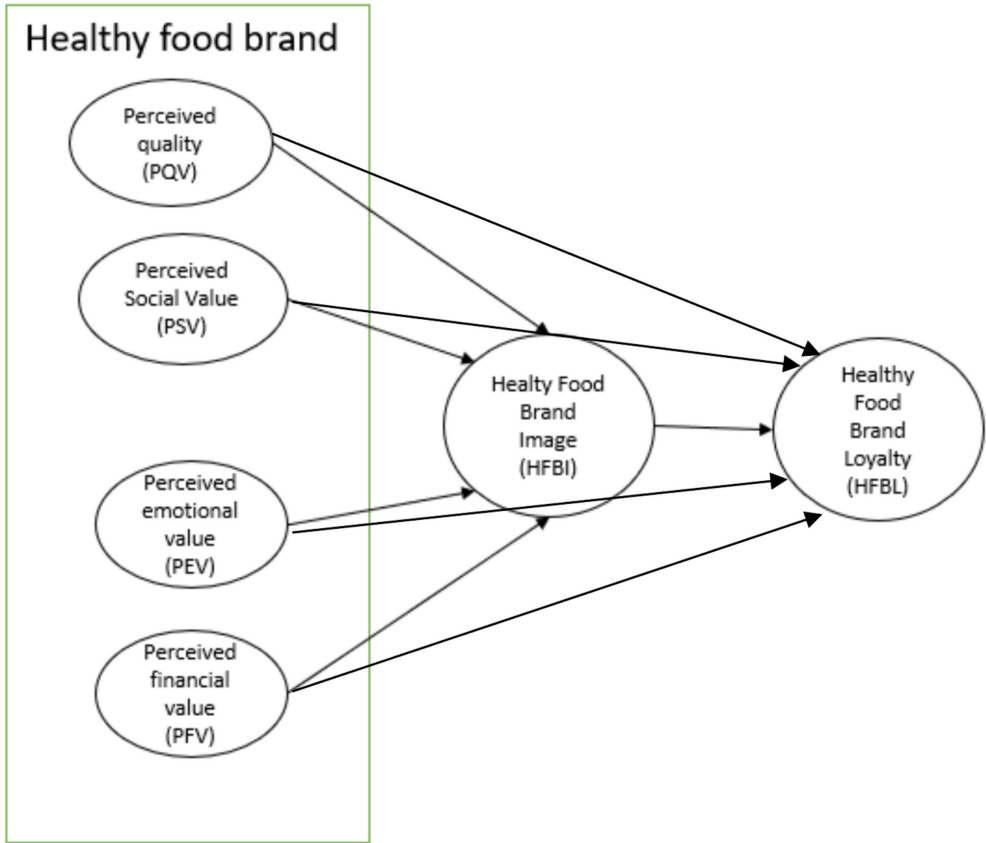 Healthy food brand
Perceived
quality
(PQV)
Perceived
Social Value
(PSV)
Perceived
emotional
value
(PEV)
Perceived
financial
value
(PFV)
Healty Food
Brand
Image
(HFBI)
Healthy
Food
Brand
Loyalty
(HFBL)